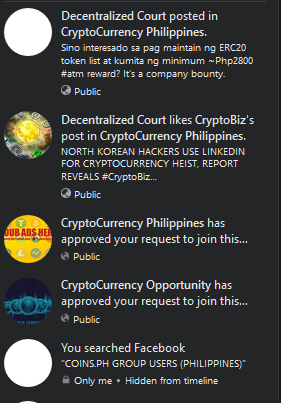 Decentralized Court posted in
CryptoCurrency Philippines.
Sino interesado sa pag maintain ng ERC20
token list at kumita ng minimum ~Php2800
#atm reward? It's a company bounty.
Public
Decentralized Court likes CryptoBiz's
post in CryptoCurrency Philippines.
NORTH KOREAN HACKERS USE LINKEDIN
FOR CRYPTOCURRENCY HEIST, REPORT
REVEALS #CryptoBiz...
Public
CryptoCurrency Philippines has
approved your request to join this...
Public
CryptoCurrency Opportunity has
approved your request to join this...
Public
You searched Facebook
"COINS.PH GROUP USERS (PHILIPPINES)"
Only me • Hidden from timeline